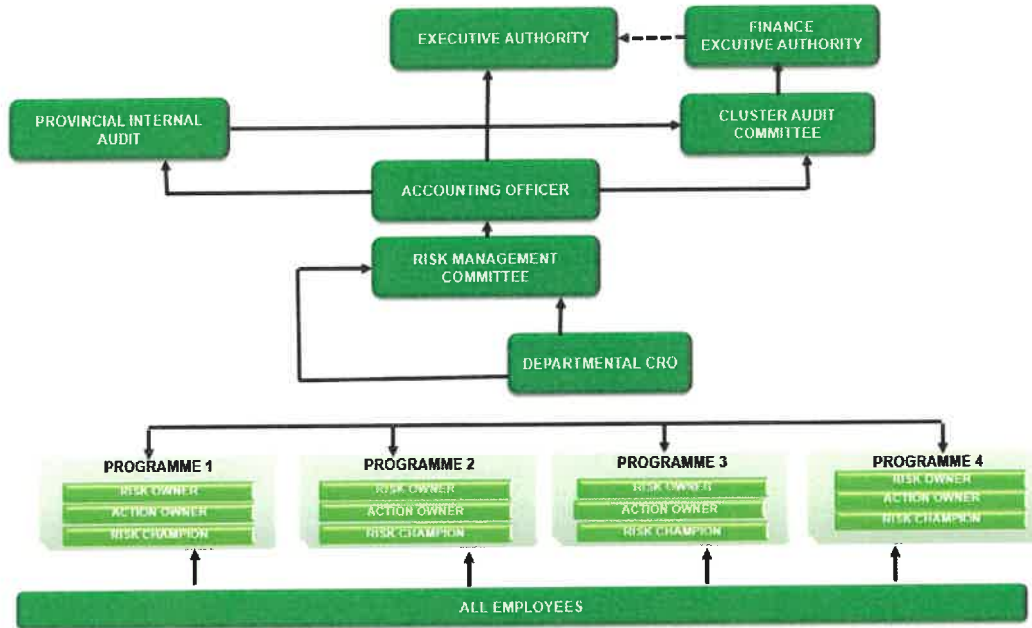 EXECUTIVE AUTHORITY
FINANCE
EXCUTIVE AUTHORITY
PROVINCIAL INTERNAL
AUDIT
CLUSTER AUDIT
COMMITTEE
ACCOUNTING OFFICER
RISK MANAGEMENT
COMMITTEE
DEPARTMENTAL CRO
PROGRAMME 1
RISK OWNER
ACTION OWNER
RISK CHAMPION
PROGRAMME 2
RISK OWNER
ACTION OWNER
RISK CHAMPION
PROGRAMME 3
RISK OWNER
ACTION OWNER
RISK CHAMPION
PROGRAMME 4
RISK OWNER
ACTION OWNER
RISK CHAMPION
ALL EMPLOYEES